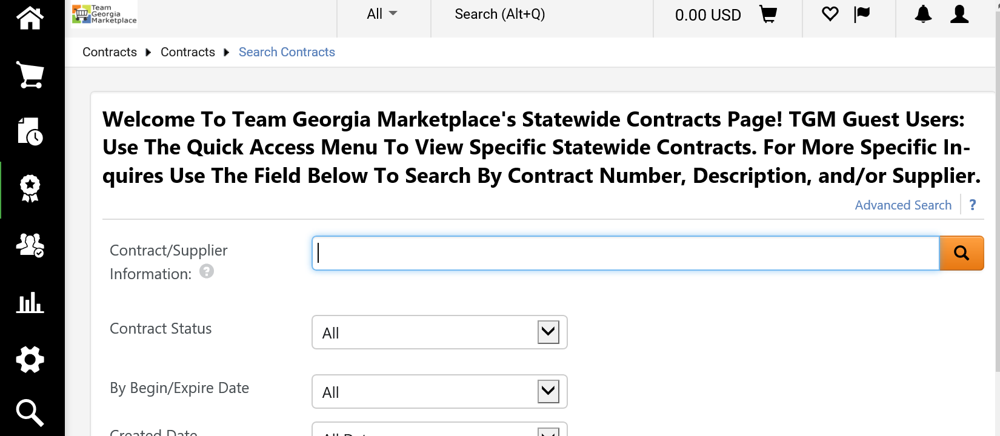 Team
Georgia
Marketplace
All
Search (Alt+Q)
0.00 USD
Contracts Contracts Search Contracts
Welcome To Team Georgia Marketplace's Statewide Contracts Page! TGM Guest Users:
Use The Quick Access Menu To View Specific Statewide Contracts. For More Specific In-
quires Use The Field Below To Search By Contract Number, Description, and/or Supplier.
Advanced Search ?
Contract/Supplier
Information: ?
Contract Status
All
By Begin/Expire Date
All
Created Date